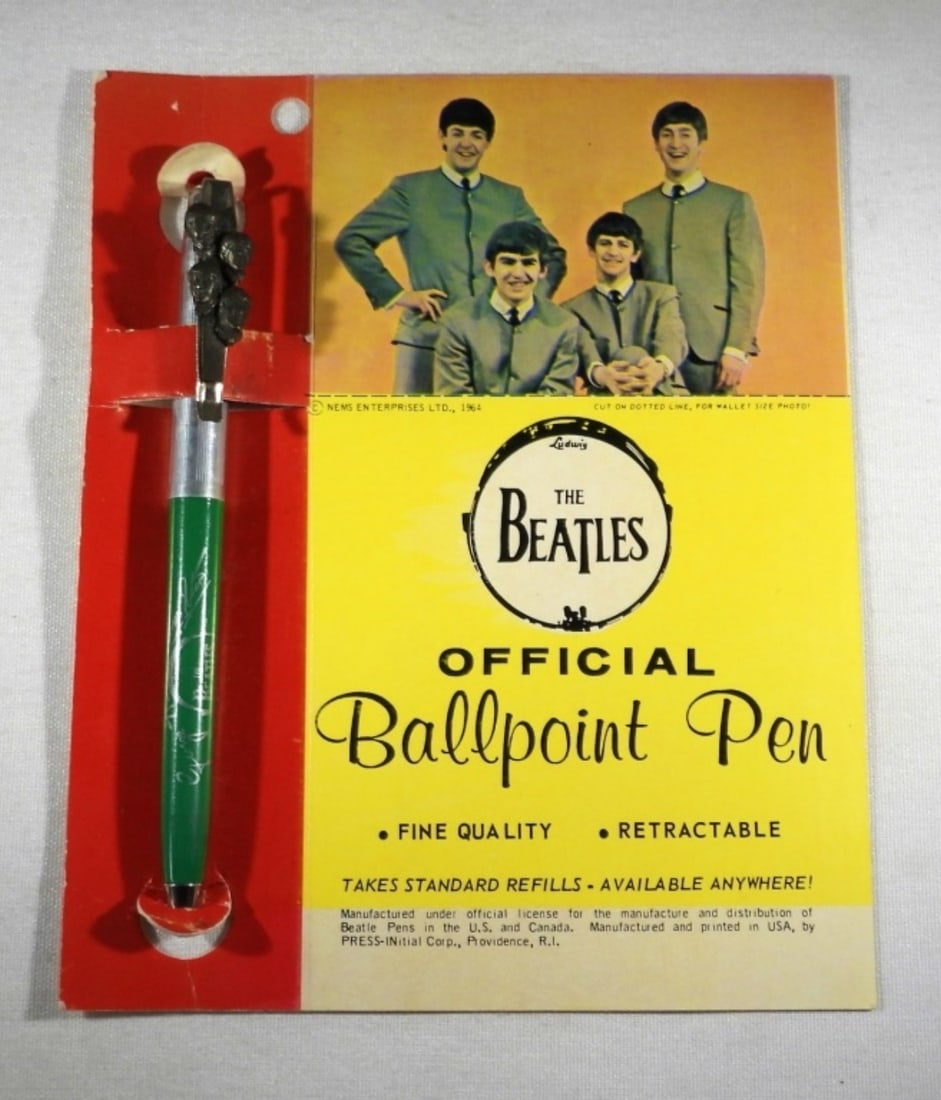 © NEMS ENTERPRISES LTD., 1964
CUT ON DOTTED LINE, FOR WALLET SIZE PHOTO!
Ludwig
THE
BEATLES
OFFICIAL
Ballpoint Pen
• FINE QUALITY • RETRACTABLE
TAKES STANDARD REFILLS - AVAILABLE ANYWHERE!
Manufactured under official license for the manufacture and distribution of
Beatle Pens in the U.S. and Canada. Manufactured and printed in USA, by
PRESS-INitial Corp., Providence, R.I.